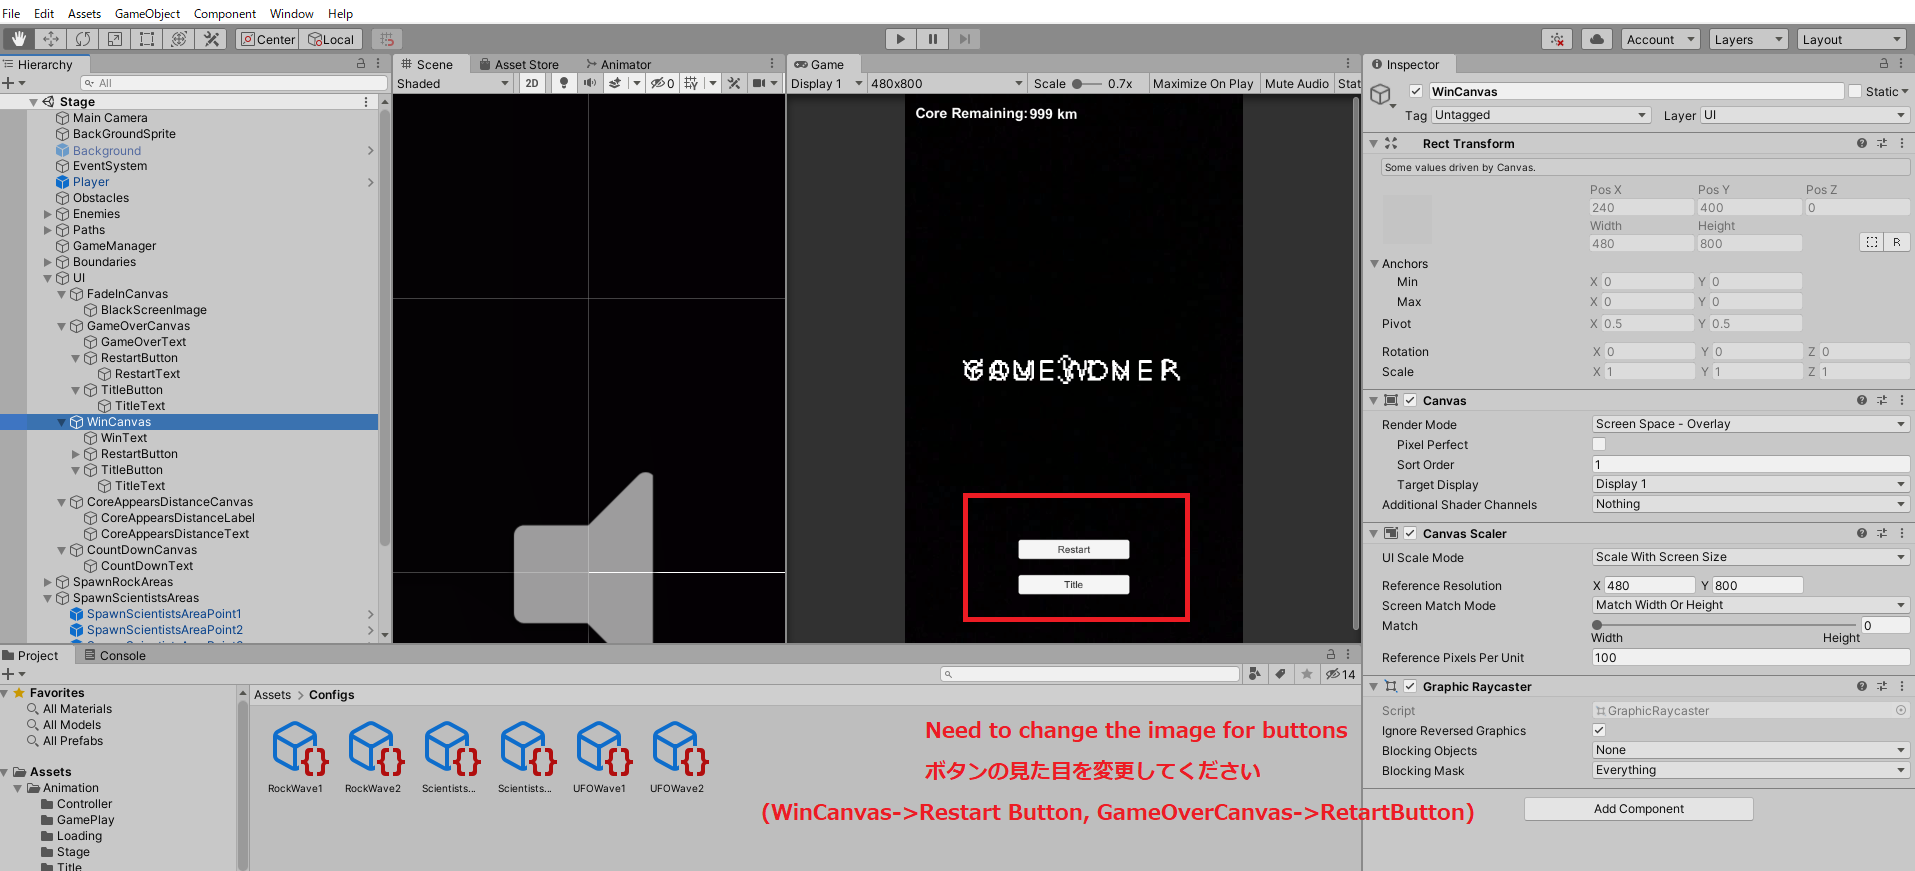 File Edit Assets GameObject Component Window Help
Center Local Account Layers Layout
Hierarchy
All
Stage
Main Camera
BackGroundSprite
Background
EventSystem
Player
Obstacles
Enemies
Paths
GameManager
Boundaries
UI
FadeInCanvas
BlackScreenImage
GameOverCanvas
GameOverText
RestartButton
RestartText
TitleButton
TitleText
WinCanvas
WinText
RestartButton
TitleButton
TitleText
CoreAppearsDistanceCanvas
CoreAppearsDistanceLabel
CoreAppearsDistanceText
CountDownCanvas
CountDownText
SpawnRockAreas
SpawnScientistsAreas
SpawnScientistsAreaPoint1
SpawnScientistsAreaPoint2
Scene Asset Store Animator
Shaded 2D 0
Game
Display 1 480x800 Scale 0.7x Maximize On Play Mute Audio Stat
Core Remaining: 999 km
Restart
Title
Inspector
WinCanvas Static
Tag Untagged Layer UI
Rect Transform
Some values driven by Canvas.
Pos X Pos Y Pos Z
240 400 0
Width Height
480 800
R
Anchors
Min X 0 Y 0
Max X 0 Y 0
Pivot X 0.5 Y 0.5
Rotation X 0 Y 0 Z 0
Scale X 1 Y 1 Z 1
Canvas
Render Mode Screen Space - Overlay
Pixel Perfect
Sort Order 1
Target Display Display 1
Additional Shader Channels Nothing
Canvas Scaler
UI Scale Mode Scale With Screen Size
Reference Resolution X 480 Y 800
Screen Match Mode Match Width Or Height
Match 0
Width Height
Reference Pixels Per Unit 100
Graphic Raycaster
Script GraphicRaycaster
Ignore Reversed Graphics
Blocking Objects None
Blocking Mask Everything
Add Component
Project Console
14
Favorites
All Materials
All Models
All Prefabs
Assets
Animation
Controller
GamePlay
Loading
Stage
Title
Assets > Configs
RockWave1 RockWave2 Scientists... Scientists... UFOWave1 UFOWave2
Need to change the image for buttons
ボタンの見た目を変更してください
(WinCanvas->Restart Button, GameOverCanvas->RetartButton)